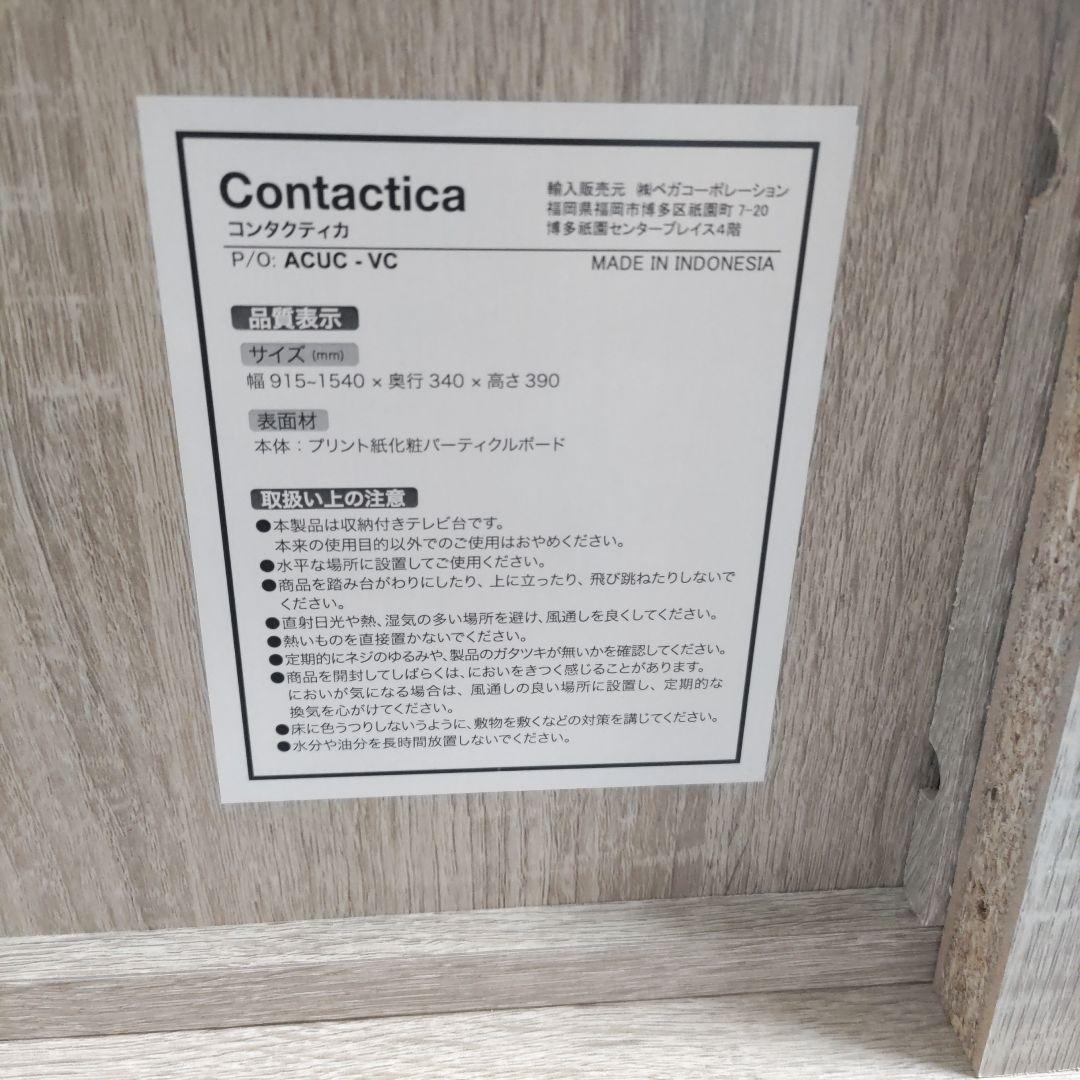 Contactica
コンタクティカ
輸入販売元 ㈱ベガコーポレーション
福岡県福岡市博多区祇園町 7-20
博多祇園センタープレイス4階
P/O: ACUC - VC
MADE IN INDONESIA
品質表示
サイズ (mm)
幅 915~1540 × 奥行 340 × 高さ 390
表面材
本体：プリント紙化粧パーティクルボード
取扱い上の注意
●本製品は収納付きテレビ台です。
本来の使用目的以外でのご使用はおやめください。
●水平な場所に設置してご使用ください。
●商品を踏み台がわりにしたり、上に立ったり、飛び跳ねたりしないで
ください。
●直射日光や熱、湿気の多い場所を避け、風通しを良くしてください。
●熱いものを直接置かないでください。
●定期的にネジのゆるみや、製品のガタツキが無いかを確認してください。
●商品を開封してしばらくは、においをきつく感じることがあります。
においが気になる場合は、風通しの良い場所に設置し、定期的な
換気を心がけてください。
●床に色うつりしないうように、敷物を敷くなどの対策を講じてください。
●水分や油分を長時間放置しないでください。